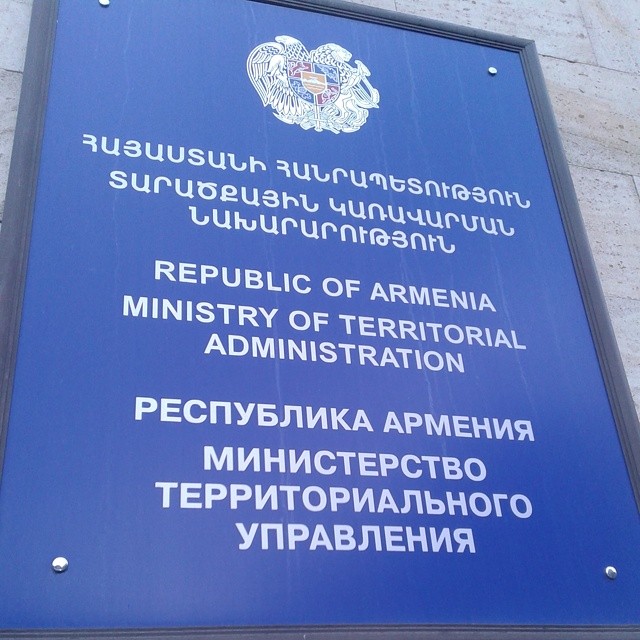 ՀԱՅԱՍՏԱՆԻ ՀԱՆՐԱՊԵՏՈՒԹՅՈՒՆ
ՏԱՐԱԾՔԱՅԻՆ ԿԱՌԱՎԱՐՄԱՆ
ՆԱԽԱՐԱՐՈՒԹՅՈՒՆ
REPUBLIC OF ARMENIA
MINISTRY OF TERRITORIAL
ADMINISTRATION
РЕСПУБЛИКА АРМЕНИЯ
МИНИСТЕРСТВО
ТЕРРИТОРИАЛЬНОГО
УПРАВЛЕНИЯ